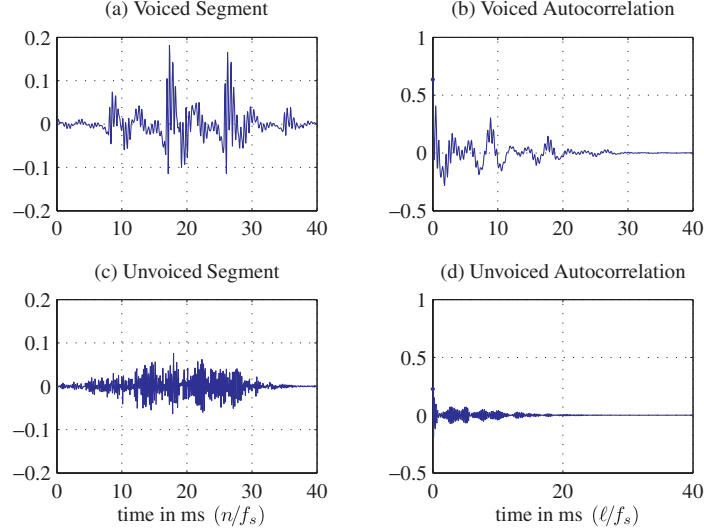 (a) Voiced Segment
0.2
0.1
0
−0.1
−0.2
0 10 20 30 40
(b) Voiced Autocorrelation
1
0.5
0
−0.5
0 20 40
(c) Unvoiced Segment
0.2
0.1
0
−0.1
−0.2
0 10 20 30 40
time in ms (n/fs)
(d) Unvoiced Autocorrelation
1
0.5
0
−0.5
0 20 40
time in ms (ℓ/fs)